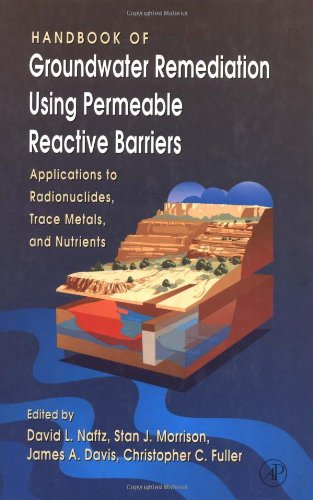 HANDBOOK OF
Groundwater Remediation
Using Permeable
Reactive Barriers
Applications to
Radionuclides,
Trace Metals,
and Nutrients
Edited by
David L. Naftz, Stan J. Morrison,
James A. Davis, Christopher C. Fuller
AP